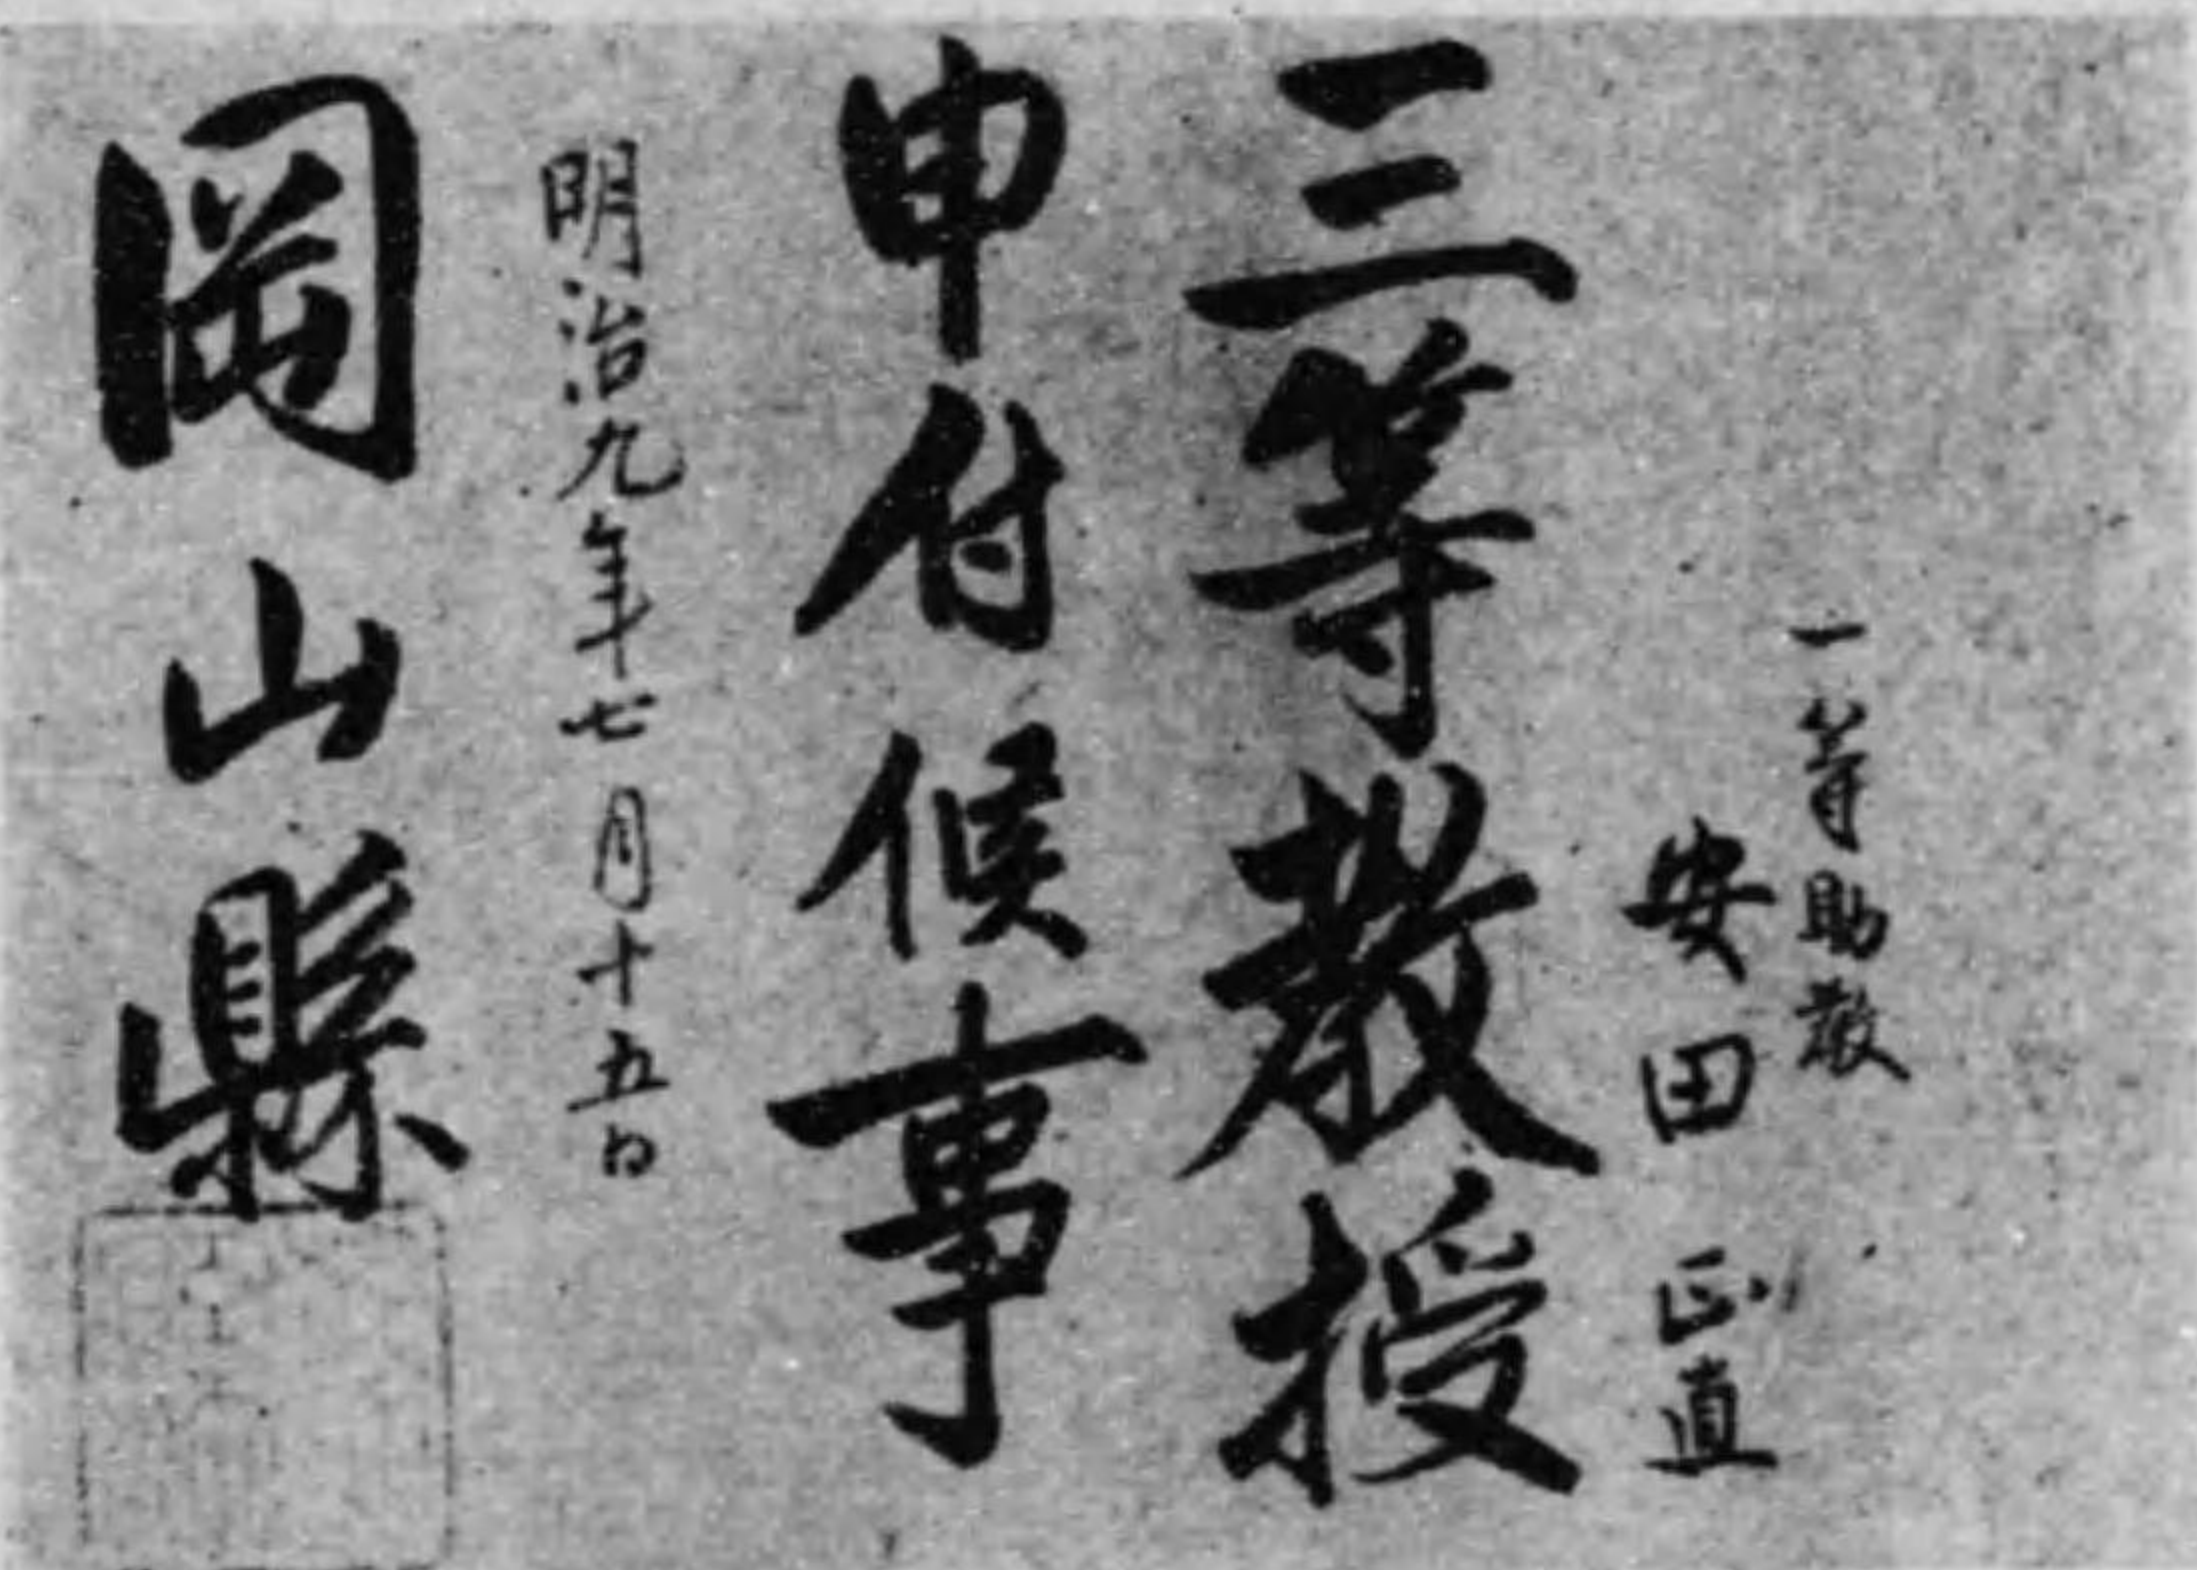 一等助教
安田正直
三等教授
申付候事
明治九年七月十五日
岡山縣